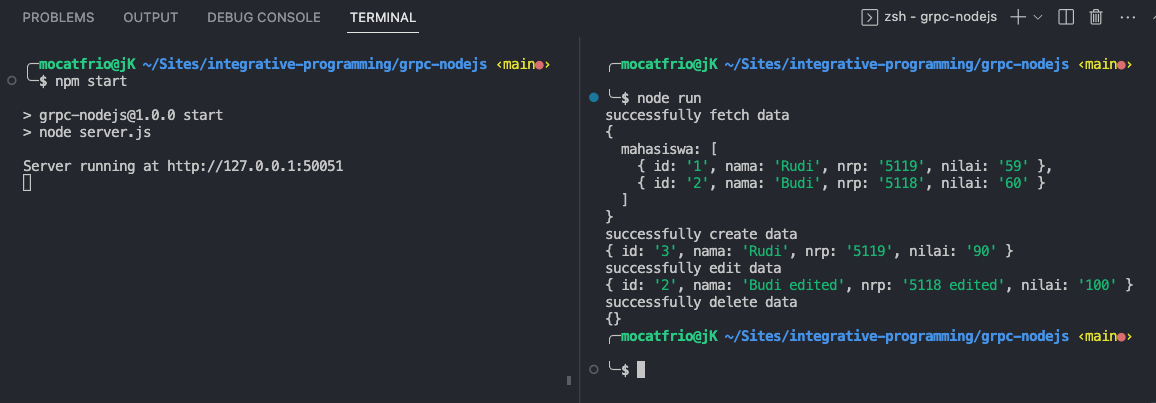 PROBLEMS OUTPUT DEBUG CONSOLE TERMINAL zsh - grpc-nodejs
╭─mocatfrio@jK ~/Sites/integrative-programming/grpc-nodejs ‹main●›
╰─$ npm start
> grpc-nodejs@1.0.0 start
> node server.js
Server running at http://127.0.0.1:50051
╭─mocatfrio@jK ~/Sites/integrative-programming/grpc-nodejs ‹main●›
╰─$ node run
successfully fetch data
{
  mahasiswa: [
    { id: '1', nama: 'Rudi', nrp: '5119', nilai: '59' },
    { id: '2', nama: 'Budi', nrp: '5118', nilai: '60' }
  ]
}
successfully create data
{ id: '3', nama: 'Rudi', nrp: '5119', nilai: '90' }
successfully edit data
{ id: '2', nama: 'Budi edited', nrp: '5118 edited', nilai: '100' }
successfully delete data
{}
╭─mocatfrio@jK ~/Sites/integrative-programming/grpc-nodejs ‹main●›
╰─$